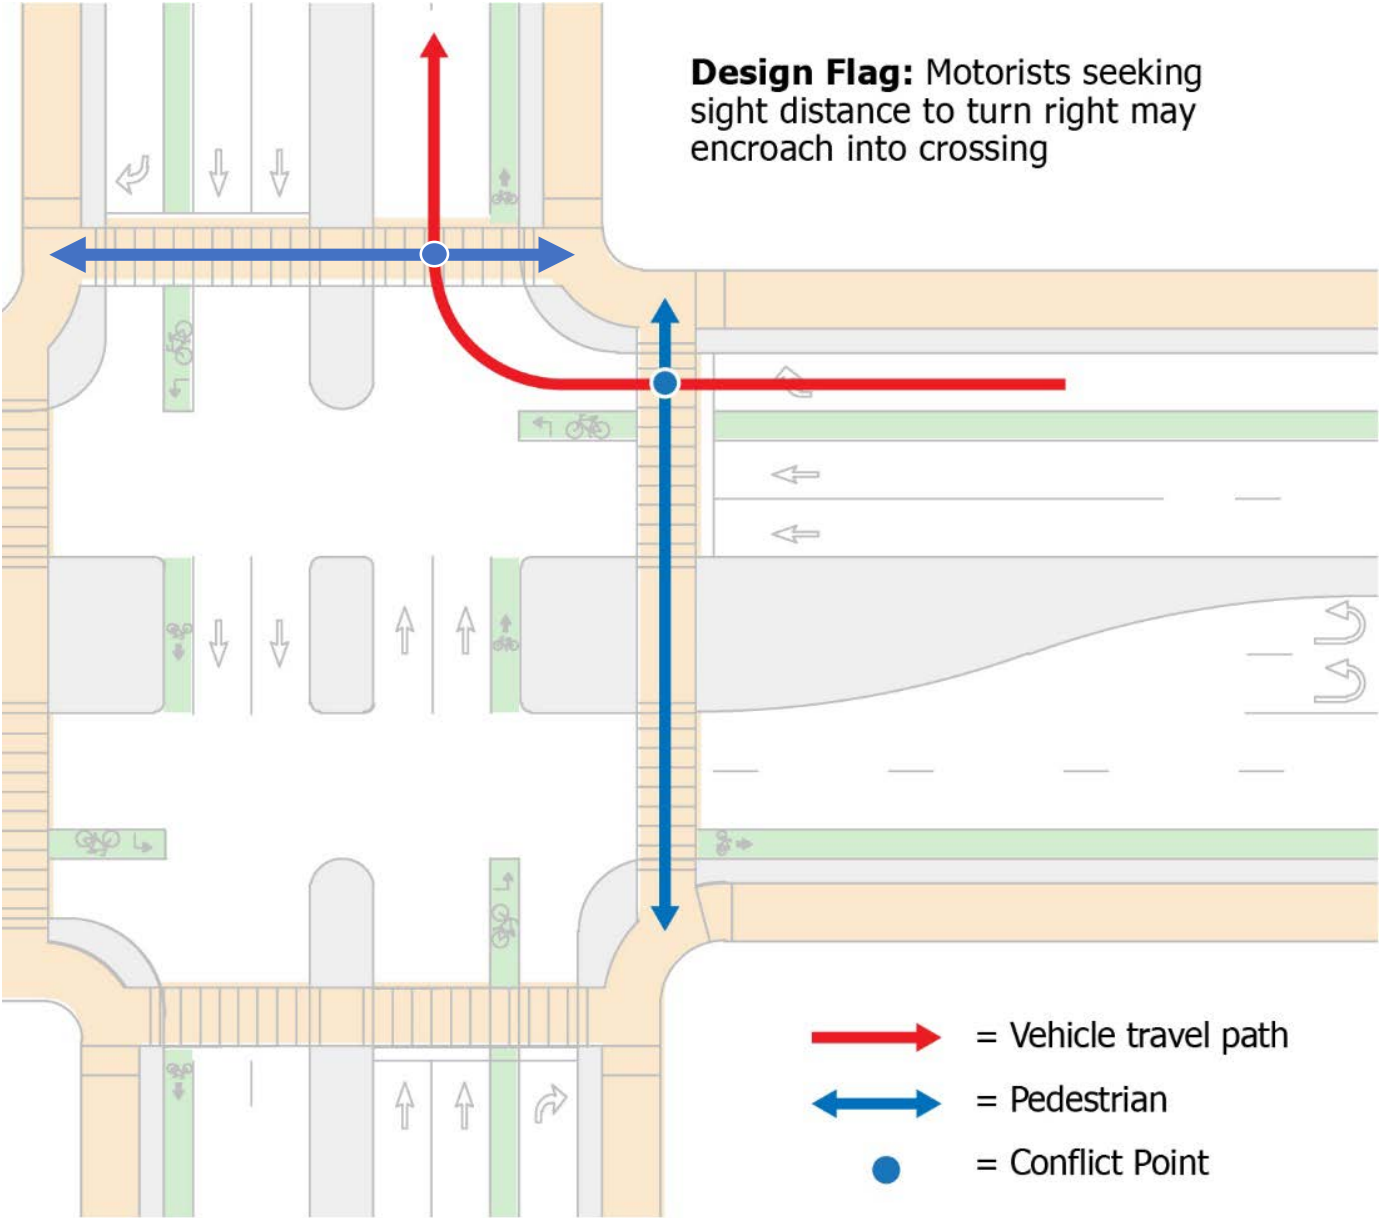 Design Flag: Motorists seeking
sight distance to turn right may
encroach into crossing
= Vehicle travel path
= Pedestrian
= Conflict Point